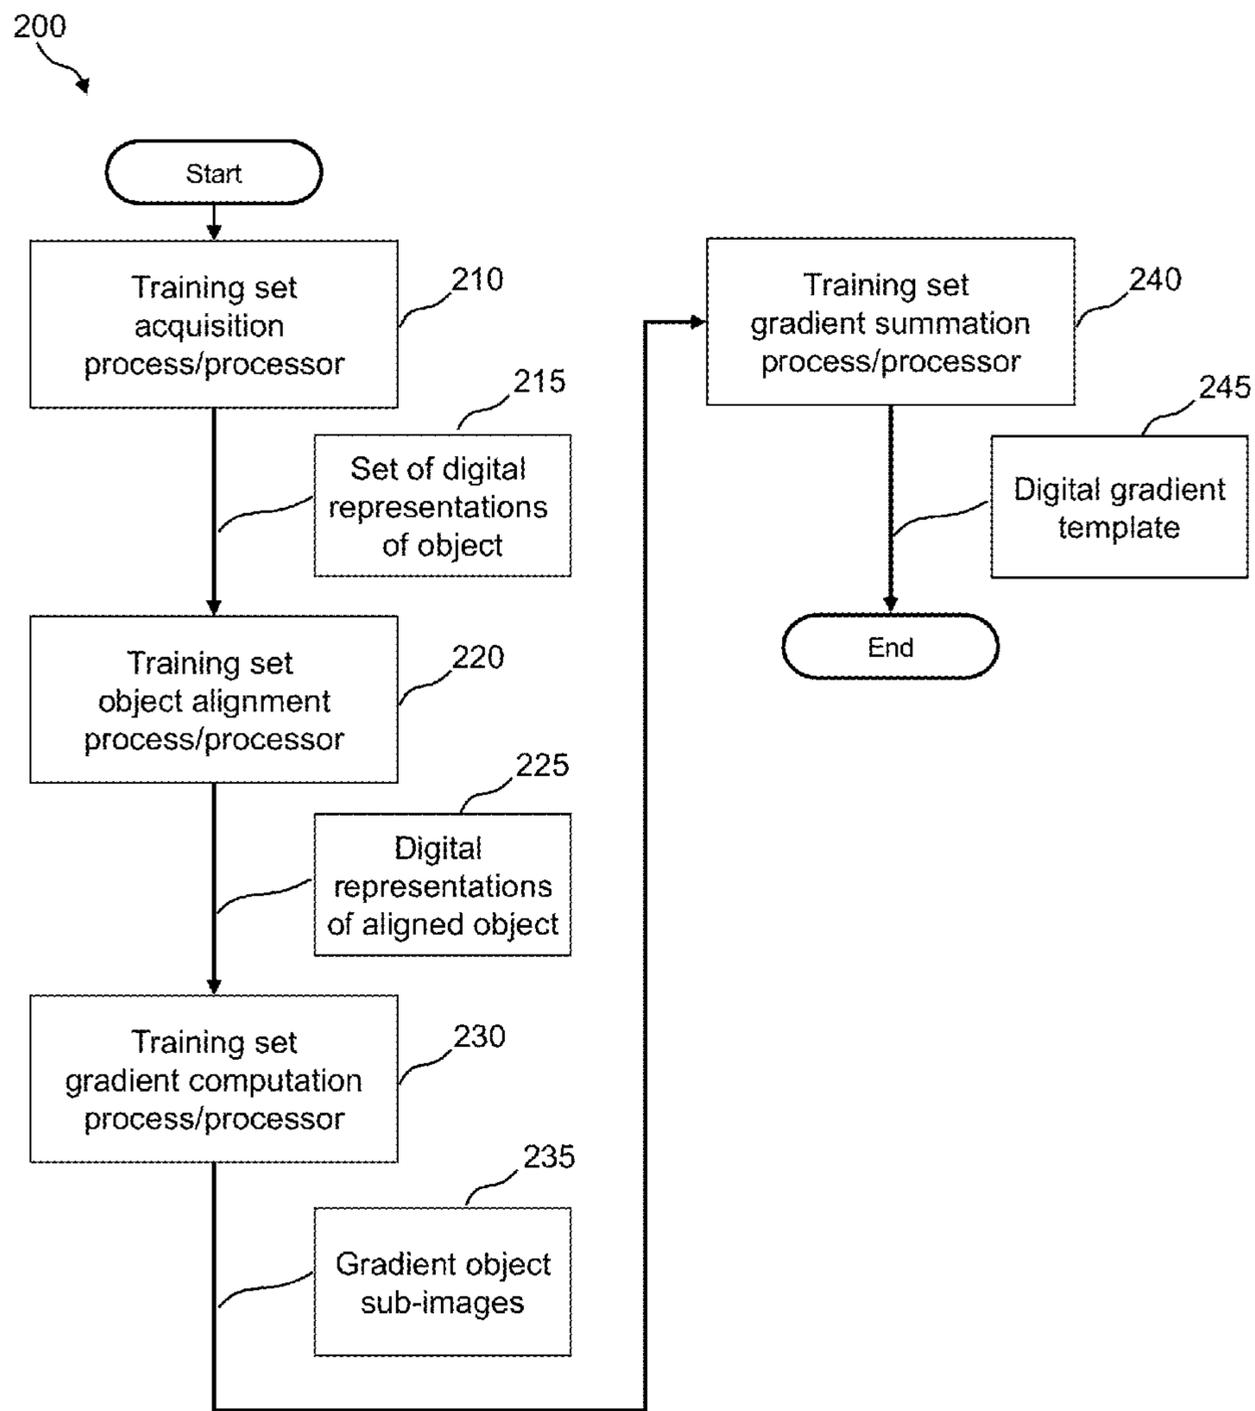 200
Start
Training set
acquisition
process/processor
210
215
Set of digital
representations
of object
Training set
object alignment
process/processor
220
225
Digital
representations
of aligned object
Training set
gradient computation
process/processor
230
235
Gradient object
sub-images
Training set
gradient summation
process/processor
240
245
Digital gradient
template
End